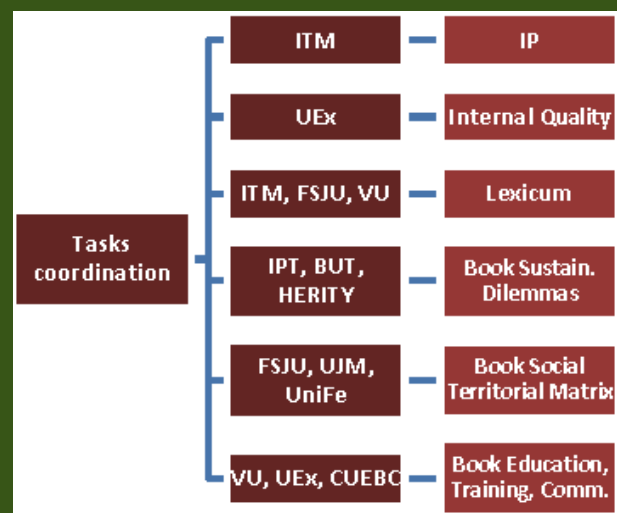 Tasks
coordination
ITM
IP
UEx
Internal Quality
ITM, FSJU, VU
Lexicum
IPT, BUT,
HERITY
Book Sustain.
Dilemmas
FSJU, UJM,
UniFe
Book Social
Territorial Matrix
VU, UEx, CUEBC
Book Education,
Training, Comm.